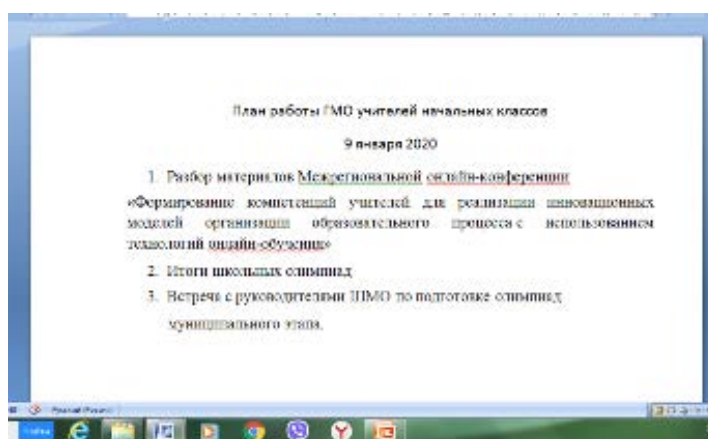 План работы ГМО учителей начальных классов
9 января 2020
1. Разбор материалов Межрегиональной онлайн-конференции
«Формирование компетенций учителей для реализации инновационных
моделей организации образовательного процесса с использованием
технологий онлайн-обучения»
2. Итоги школьных олимпиад
3. Встреча с руководителями ШМО по подготовке олимпиад
муниципального этапа.